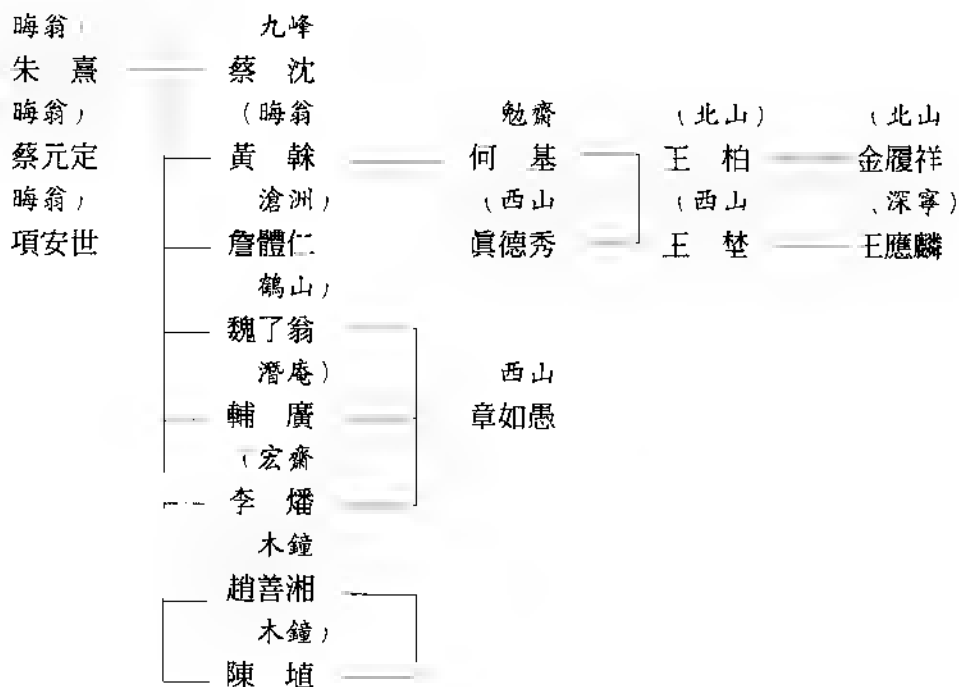 晦翁 九峰
朱 熹 蔡 沈
晦翁) (晦翁 勉齋 (北山) (北山
蔡元定 黃 榦 何 基 王 柏 金履祥
晦翁) 滄洲) (西山 (西山 、深寧)
項安世 詹體仁 眞德秀 王 埜 王應麟
鶴山)
魏了翁
潛庵) 西山
輔 廣 章如愚
(宏齋
李 燔
木鐘
趙善湘
木鐘)
陳 埴